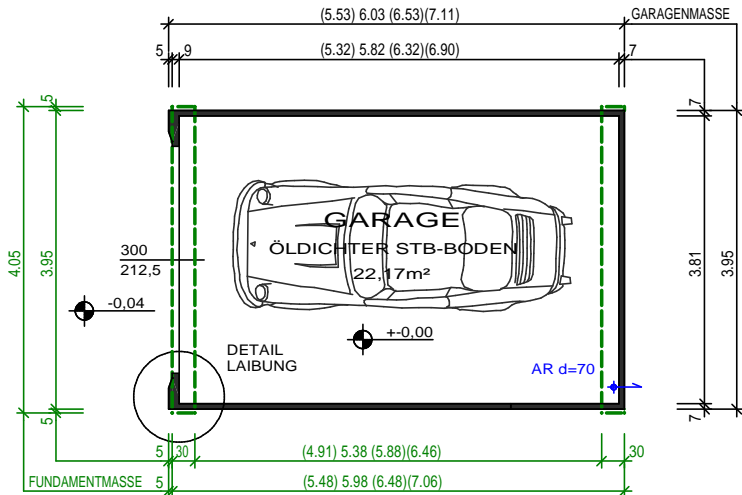 (5.53) 6.03 (6.53)(7.11)
GARAGENMASSE
5 9
(5.32) 5.82 (6.32)(6.90)
7
5
7
GARAGE
ÖLDICHTER STB-BODEN
22,17m²
300
212,5
4.05
3.95
3.81
3.95
-0,04
+-0,00
DETAIL
LAIBUNG
AR d=70
5
7
5 30
(4.91) 5.38 (5.88)(6.46)
30
FUNDAMENTMASSE
5
(5.48) 5.98 (6.48)(7.06)